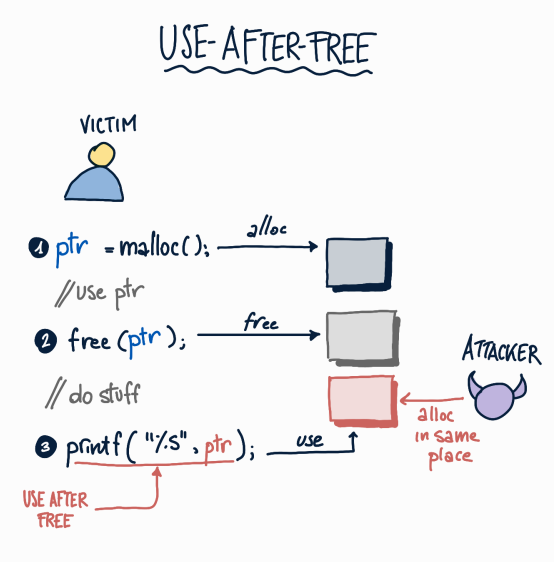 USE-AFTER-FREE
VICTIM
1 ptr = malloc(); alloc
//use ptr
2 free (ptr); free
ATTACKER
// do stuff
alloc
in same
place
3 printf("%s", ptr); use
USE AFTER
FREE